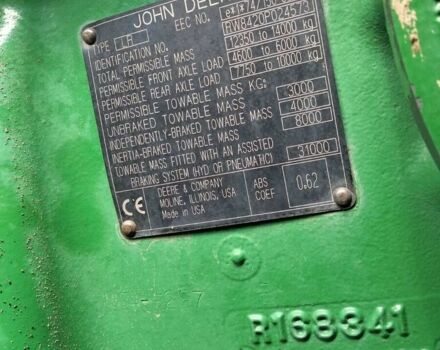 JOHN DEE
EEC NO.
TYPE LB
IDENTIFICATION NO. RW8420P024573
TOTAL PERMISSIBLE MASS 12350 to 14000 kg
PERMISSIBLE FRONT AXLE LOAD 4600 to 6000 kg
PERMISSIBLE REAR AXLE LOAD 7750 to 10000 kg
PERMISSIBLE TOWABLE MASS KG:
UNBRAKED TOWABLE MASS 3000
INDEPENDENTLY-BRAKED TOWABLE MASS 4000
INERTIA-BRAKED TOWABLE MASS 8000
TOWABLE MASS FITTED WITH AN ASSISTED
BRAKING SYSTEM (HYD OR PNEUMATIC) 31000
CE
DEERE & COMPANY
MOLINE, ILLINOIS, USA
Made in USA
ABS
COEF
0.62
R168341